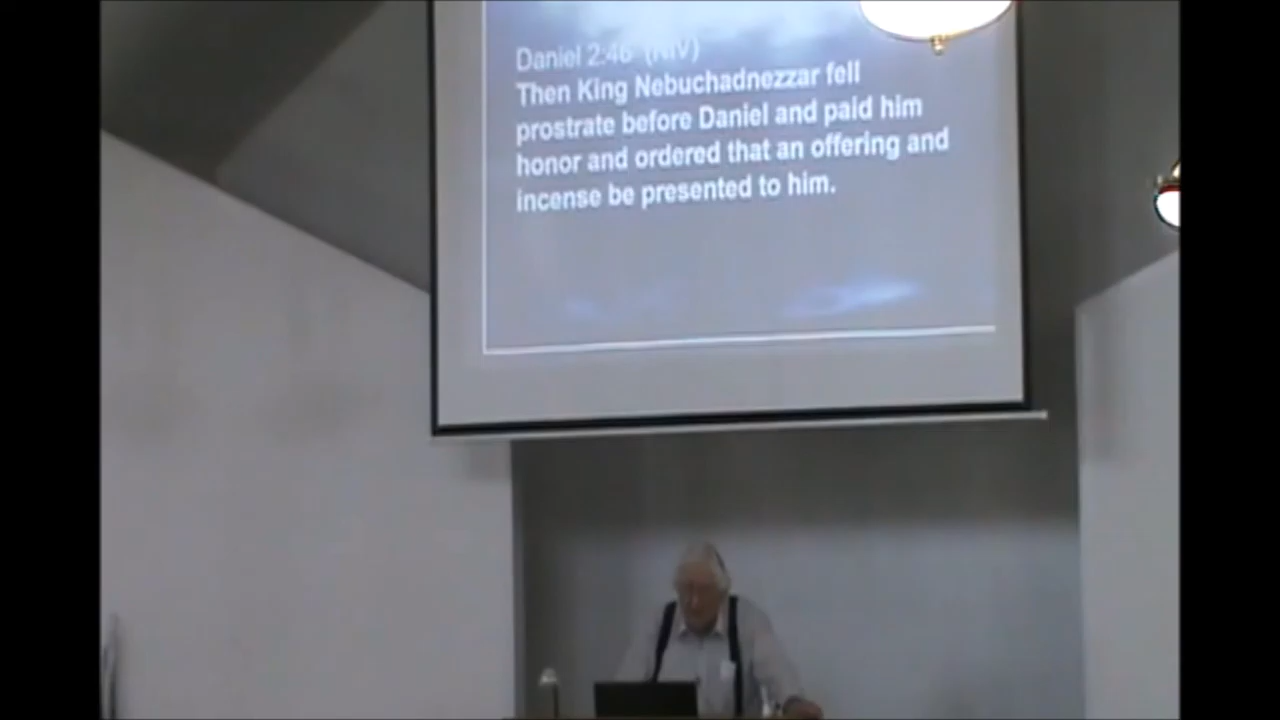 Daniel 2:46 (NIV)
Then King Nebuchadnezzar fell
prostrate before Daniel and paid him
honor and ordered that an offering and
incense be presented to him.